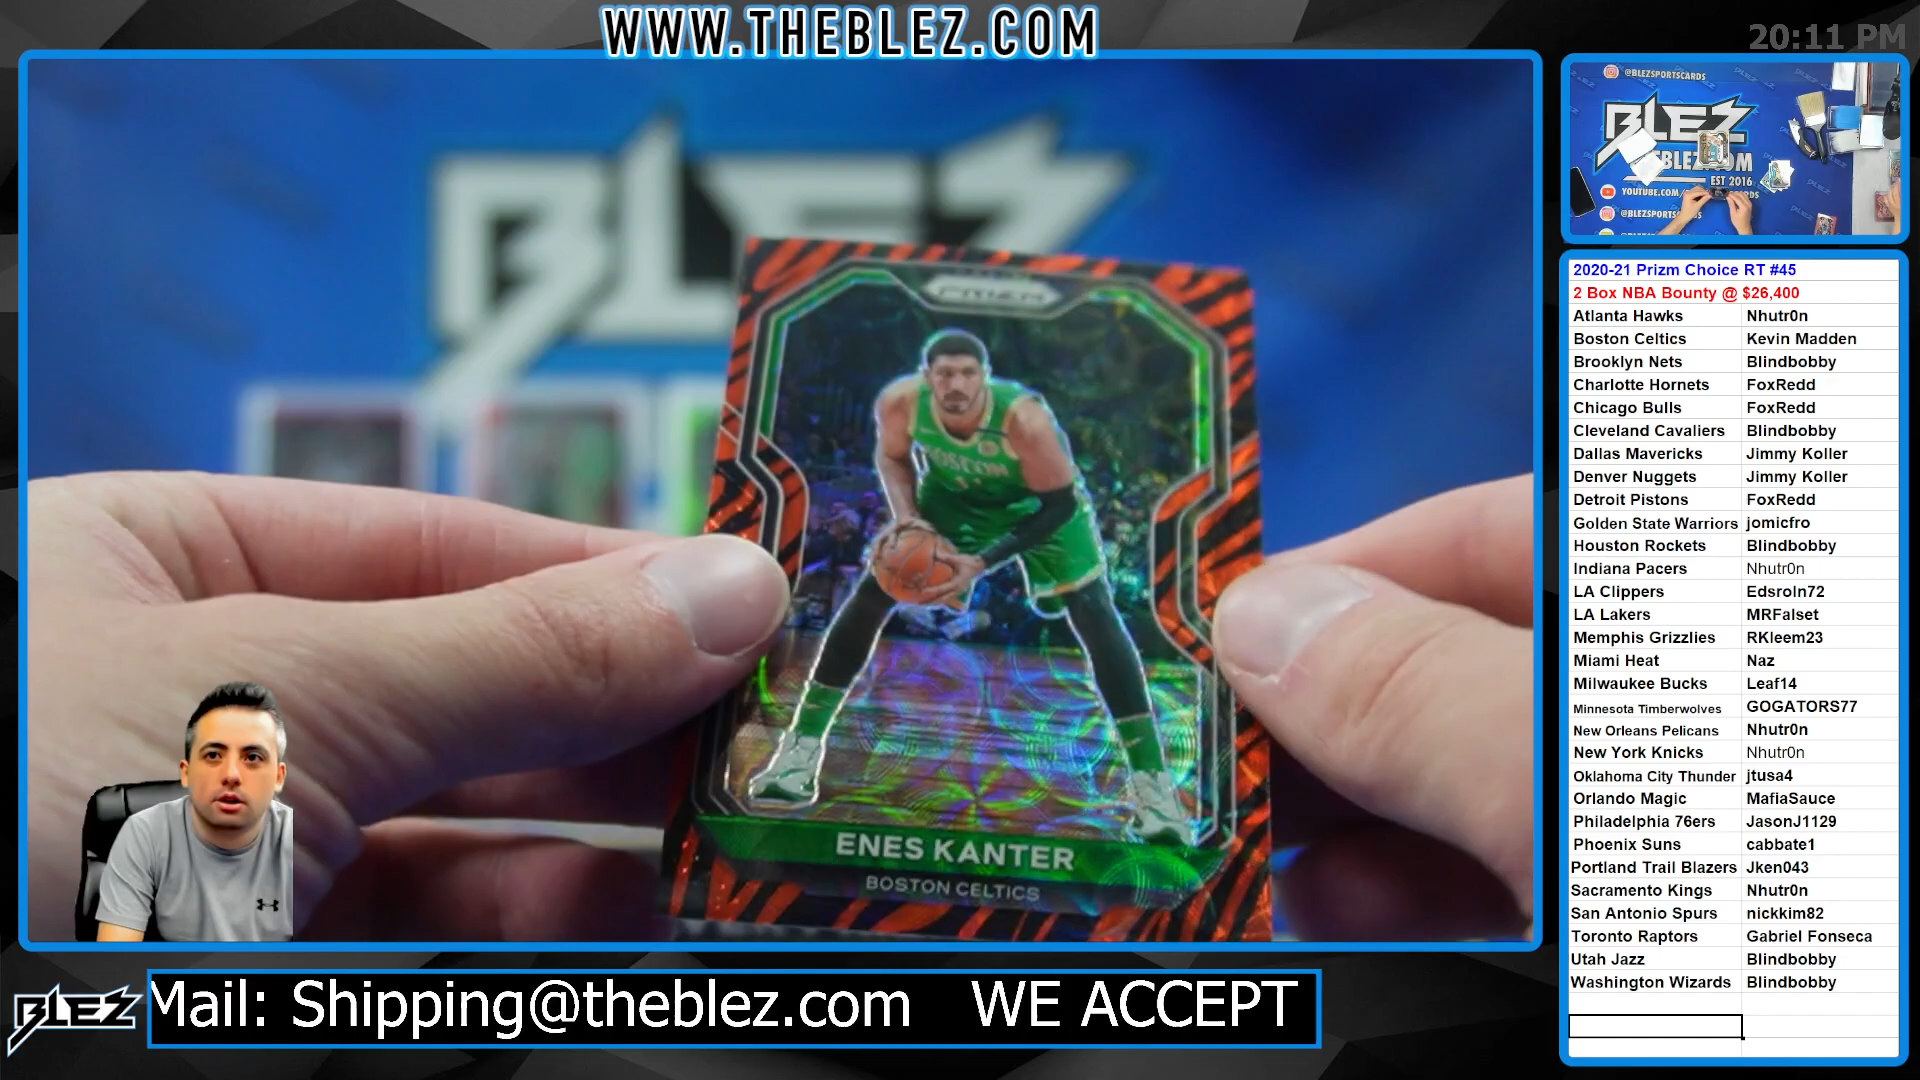 WWW.THEBLEZ.COM
20:11 PM
BLEZ
PRIZM
BOSTON
ENES KANTER
BOSTON CELTICS
@BLEZSPORTSCARDS
BLEZ
EST 2016
YOUTUBE.COM/
2020-21 Prizm Choice RT #45
2 Box NBA Bounty @ $26,400
Atlanta Hawks Nhutr0n
Boston Celtics Kevin Madden
Brooklyn Nets Blindbobby
Charlotte Hornets FoxRedd
Chicago Bulls FoxRedd
Cleveland Cavaliers Blindbobby
Dallas Mavericks Jimmy Koller
Denver Nuggets Jimmy Koller
Detroit Pistons FoxRedd
Golden State Warriors jomicfro
Houston Rockets Blindbobby
Indiana Pacers Nhutr0n
LA Clippers Edsroln72
LA Lakers MRFalset
Memphis Grizzlies RKleem23
Miami Heat Naz
Milwaukee Bucks Leaf14
Minnesota Timberwolves GOGATORS77
New Orleans Pelicans Nhutr0n
New York Knicks Nhutr0n
Oklahoma City Thunder jtusa4
Orlando Magic MafiaSauce
Philadelphia 76ers JasonJ1129
Phoenix Suns cabbate1
Portland Trail Blazers Jken043
Sacramento Kings Nhutr0n
San Antonio Spurs nickkim82
Toronto Raptors Gabriel Fonseca
Utah Jazz Blindbobby
Washington Wizards Blindbobby
BLEZ
Mail: Shipping@theblez.com WE ACCEPT